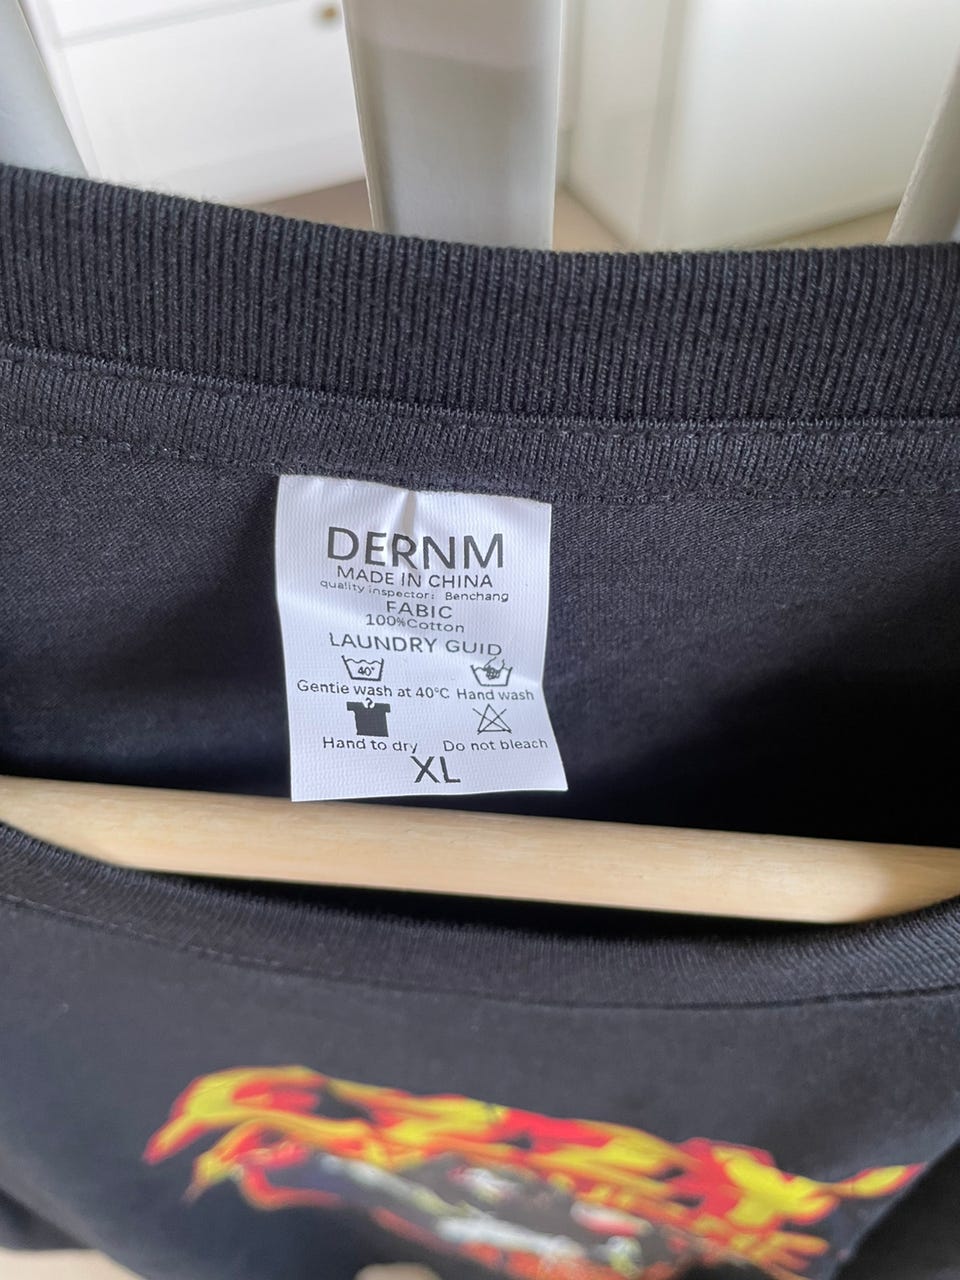 DERNM
MADE IN CHINA
quality inspector: Benchang
FABIC
100%Cotton
LAUNDRY GUID
40°
Gentie wash at 40°C Hand wash
?
Hand to dry Do not bleach
XL